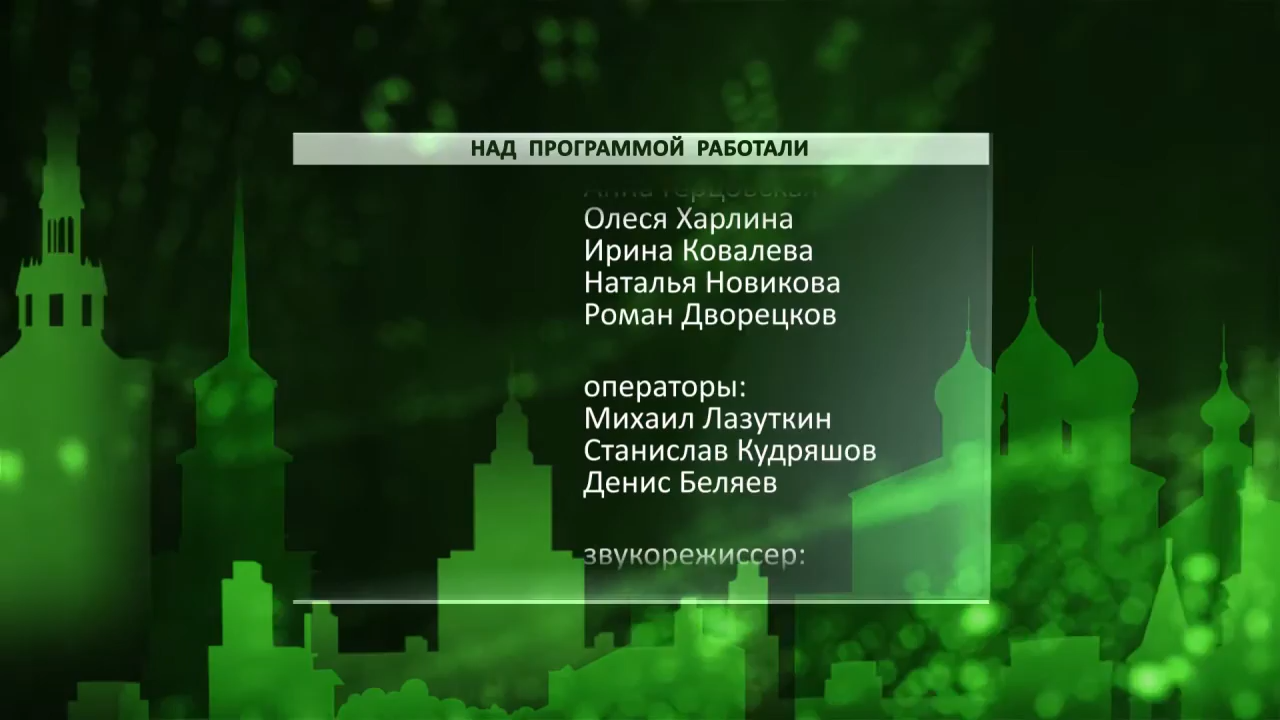 НАД ПРОГРАММОЙ РАБОТАЛИ
Олеся Харлина
Ирина Ковалева
Наталья Новикова
Роман Дворецков
операторы:
Михаил Лазуткин
Станислав Кудряшов
Денис Беляев
звукорежиссер: